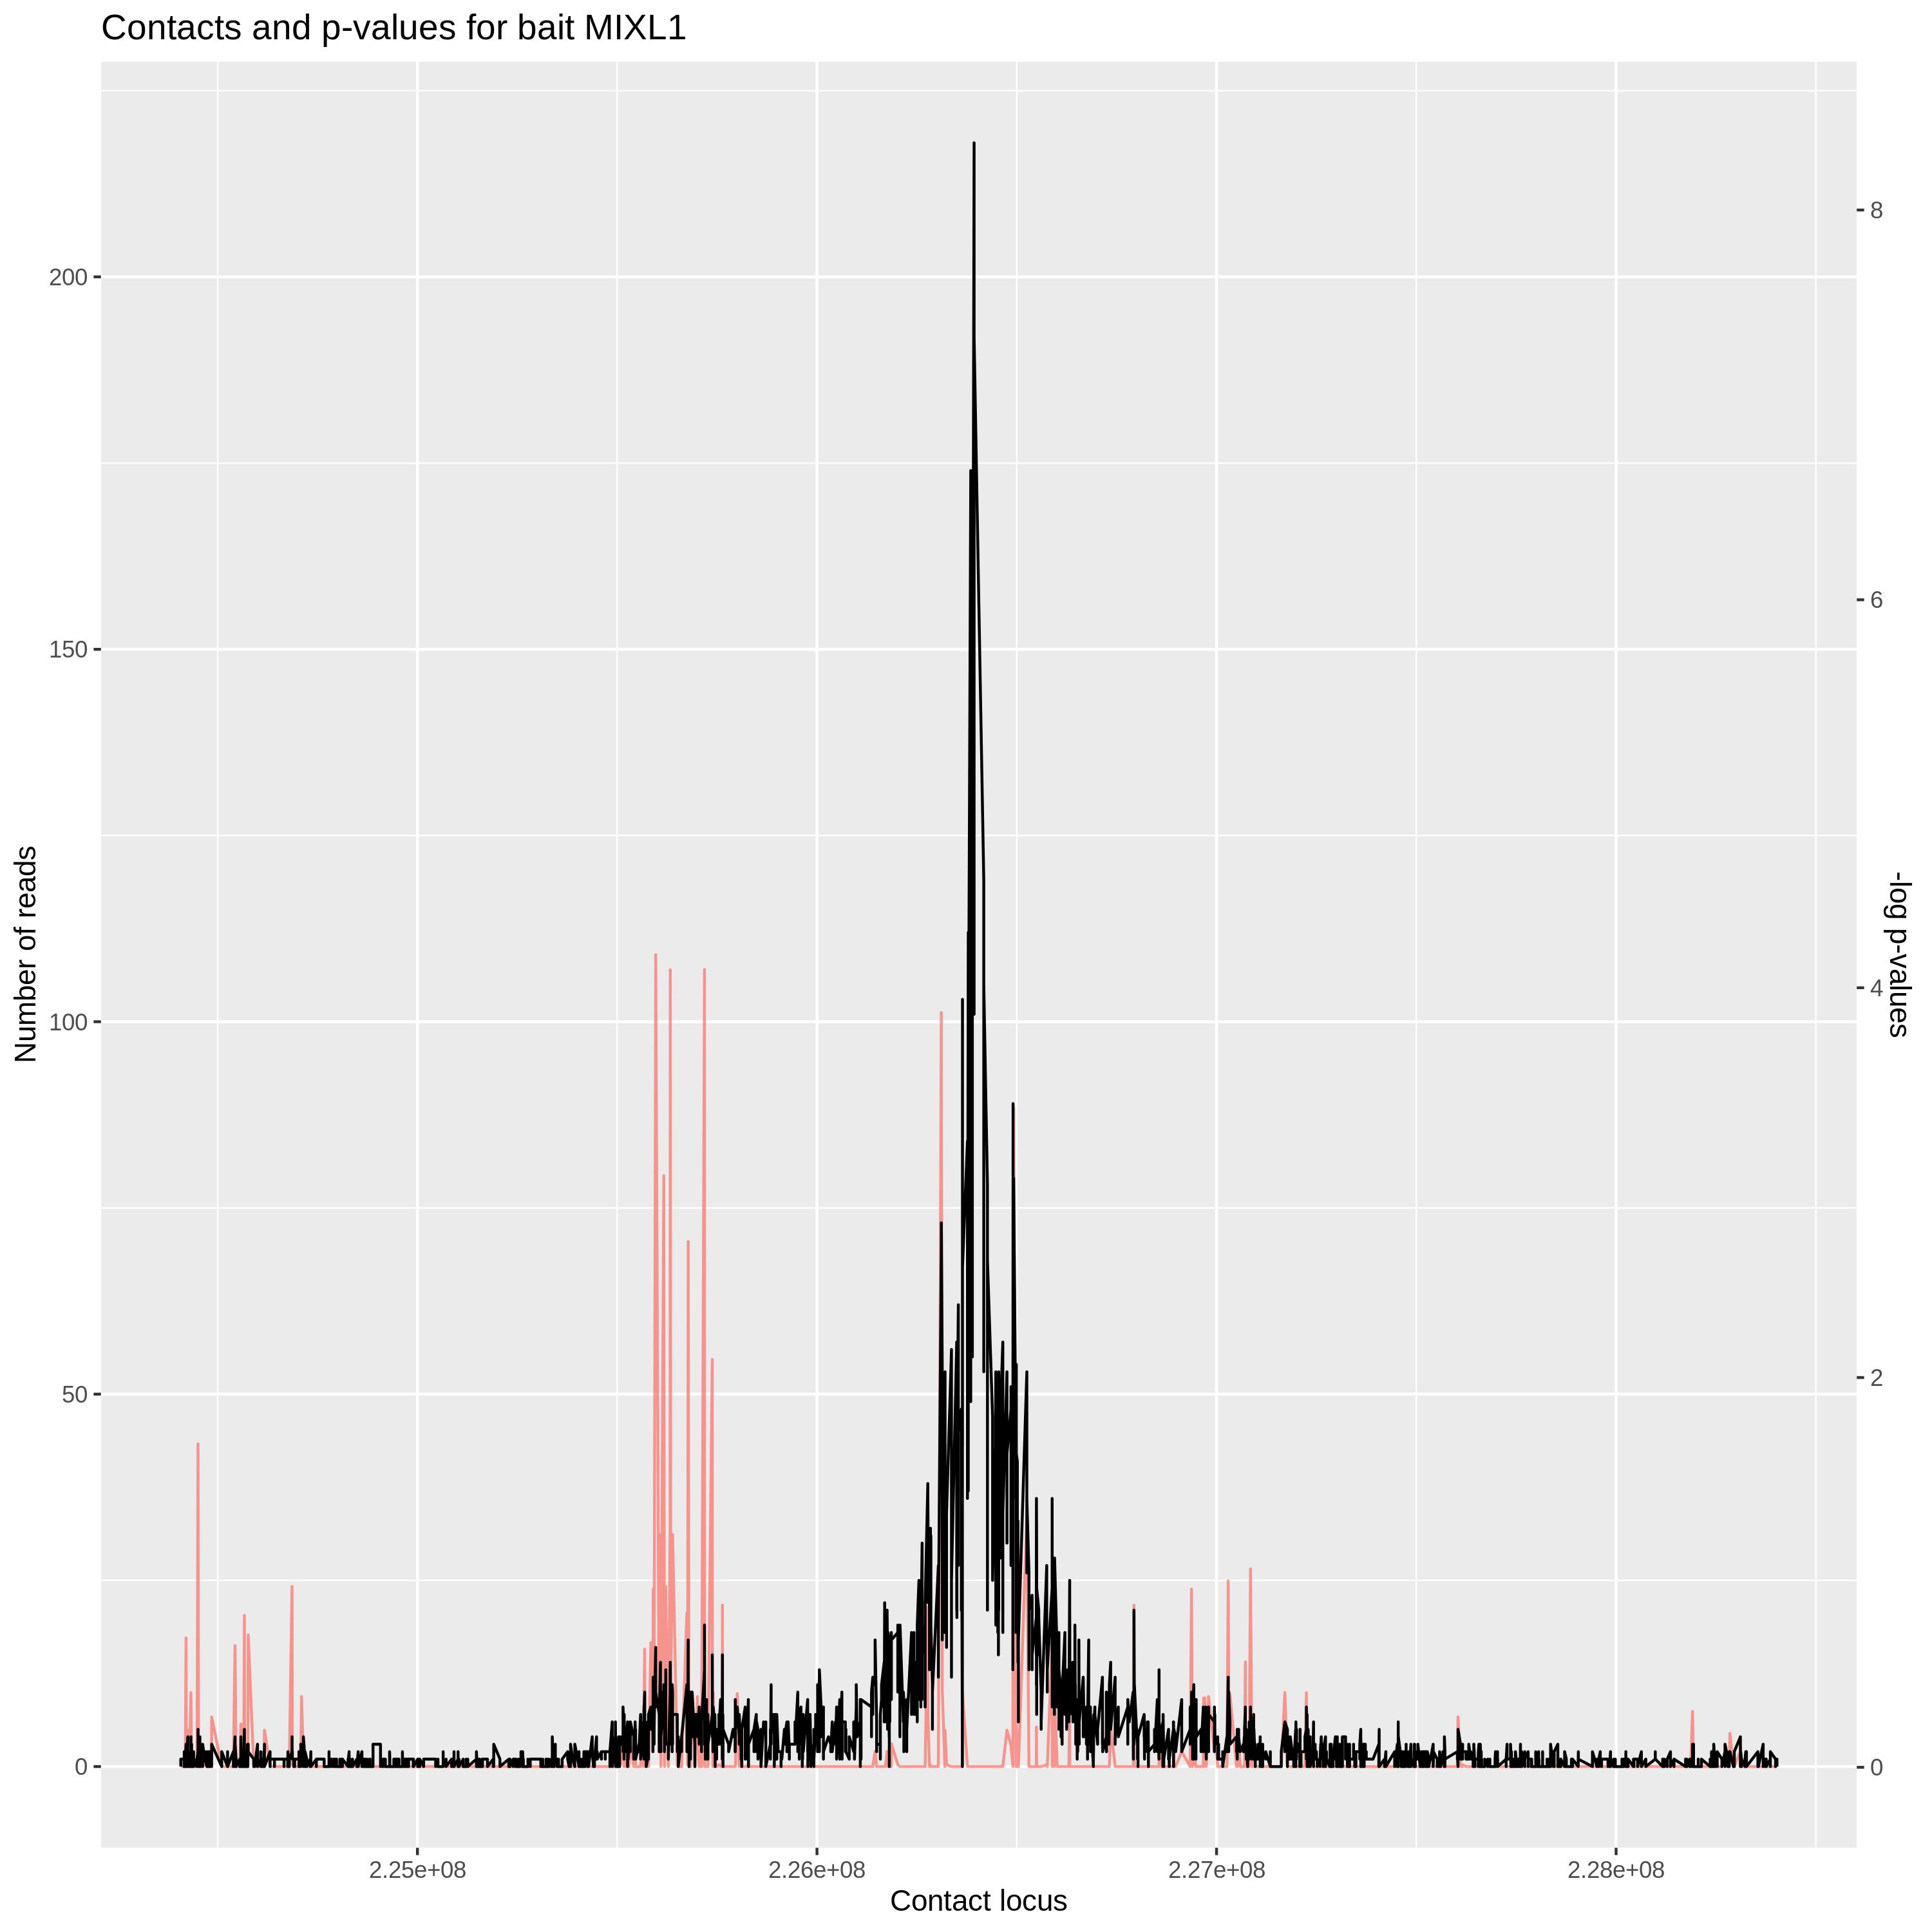 Contacts and p-values for bait MIXL1
200
150
100
50
0
Number of reads
8
6
4
2
0
-log p-values
2.25e+08
2.26e+08
2.27e+08
2.28e+08
Contact locus